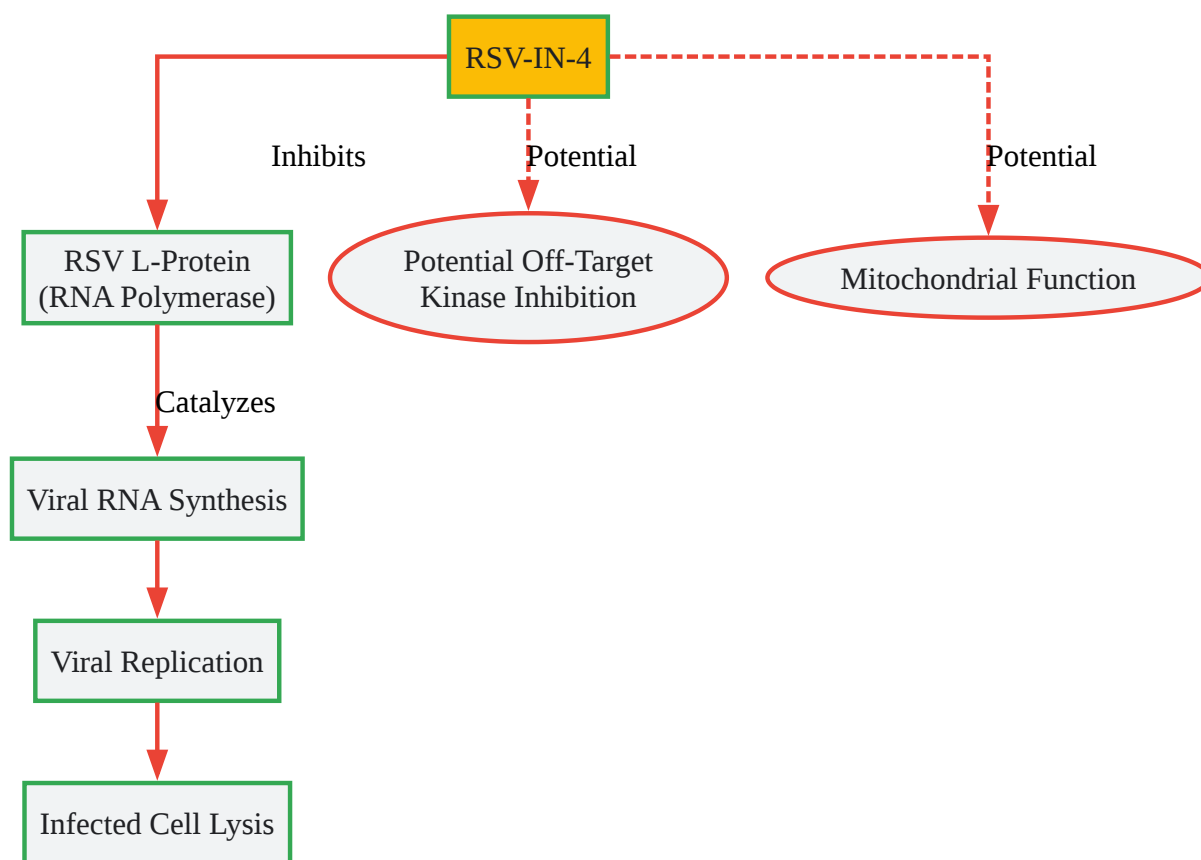 RSV-IN-4
Inhibits
Potential
Potential
RSV L-Protein
(RNA Polymerase)
Potential Off-Target
Kinase Inhibition
Mitochondrial Function
Catalyzes
Viral RNA Synthesis
Viral Replication
Infected Cell Lysis